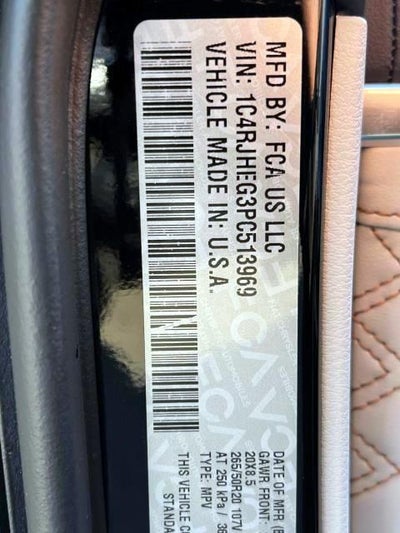 MFD BY: FCA US LLC
VIN: 1C4RJHEG3PC513969
VEHICLE MADE IN: U.S.A.
DATE OF MFR
GAWR FRONT:
20X8.5
265/50R20 107V
AT 250 kPa /
TYPE: MPV
THIS VEHICLE
STANDA